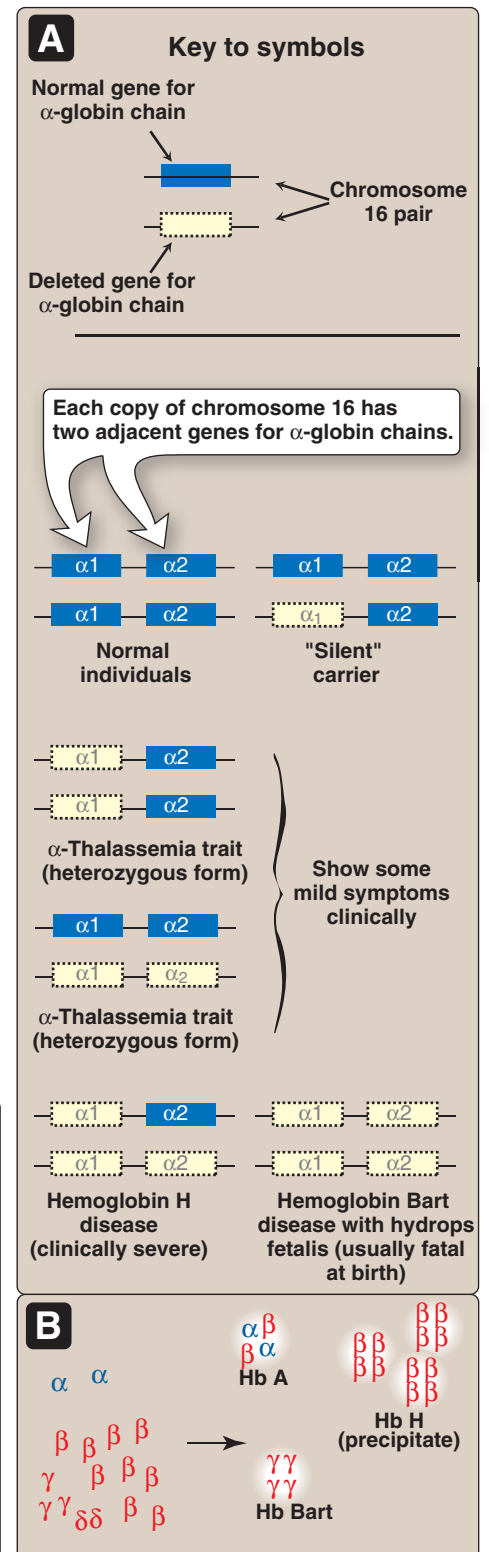 A
Key to symbols
Normal gene for
α-globin chain
Chromosome
16 pair
Deleted gene for
α-globin chain
Each copy of chromosome 16 has
two adjacent genes for α-globin chains.
α1 α2 α1 α2
α1 α2 α1 α2
Normal
individuals
"Silent"
carrier
α1 α2
α1 α2
α-Thalassemia trait
(heterozygous form)
Show some
mild symptoms
clinically
α1 α2
α1 α2
α-Thalassemia trait
(heterozygous form)
α1 α2 α1 α2
α1 α2 α1 α2
Hemoglobin H
disease
(clinically severe)
Hemoglobin Bart
disease with hydrops
fetalis (usually fatal
at birth)
B
α α
β β β β
γ β β β
γ γ δδ β β
α β
β α
Hb A
β β
β β
β β
β β
β β
β β
Hb H
(precipitate)
γ γ
γ γ
Hb Bart